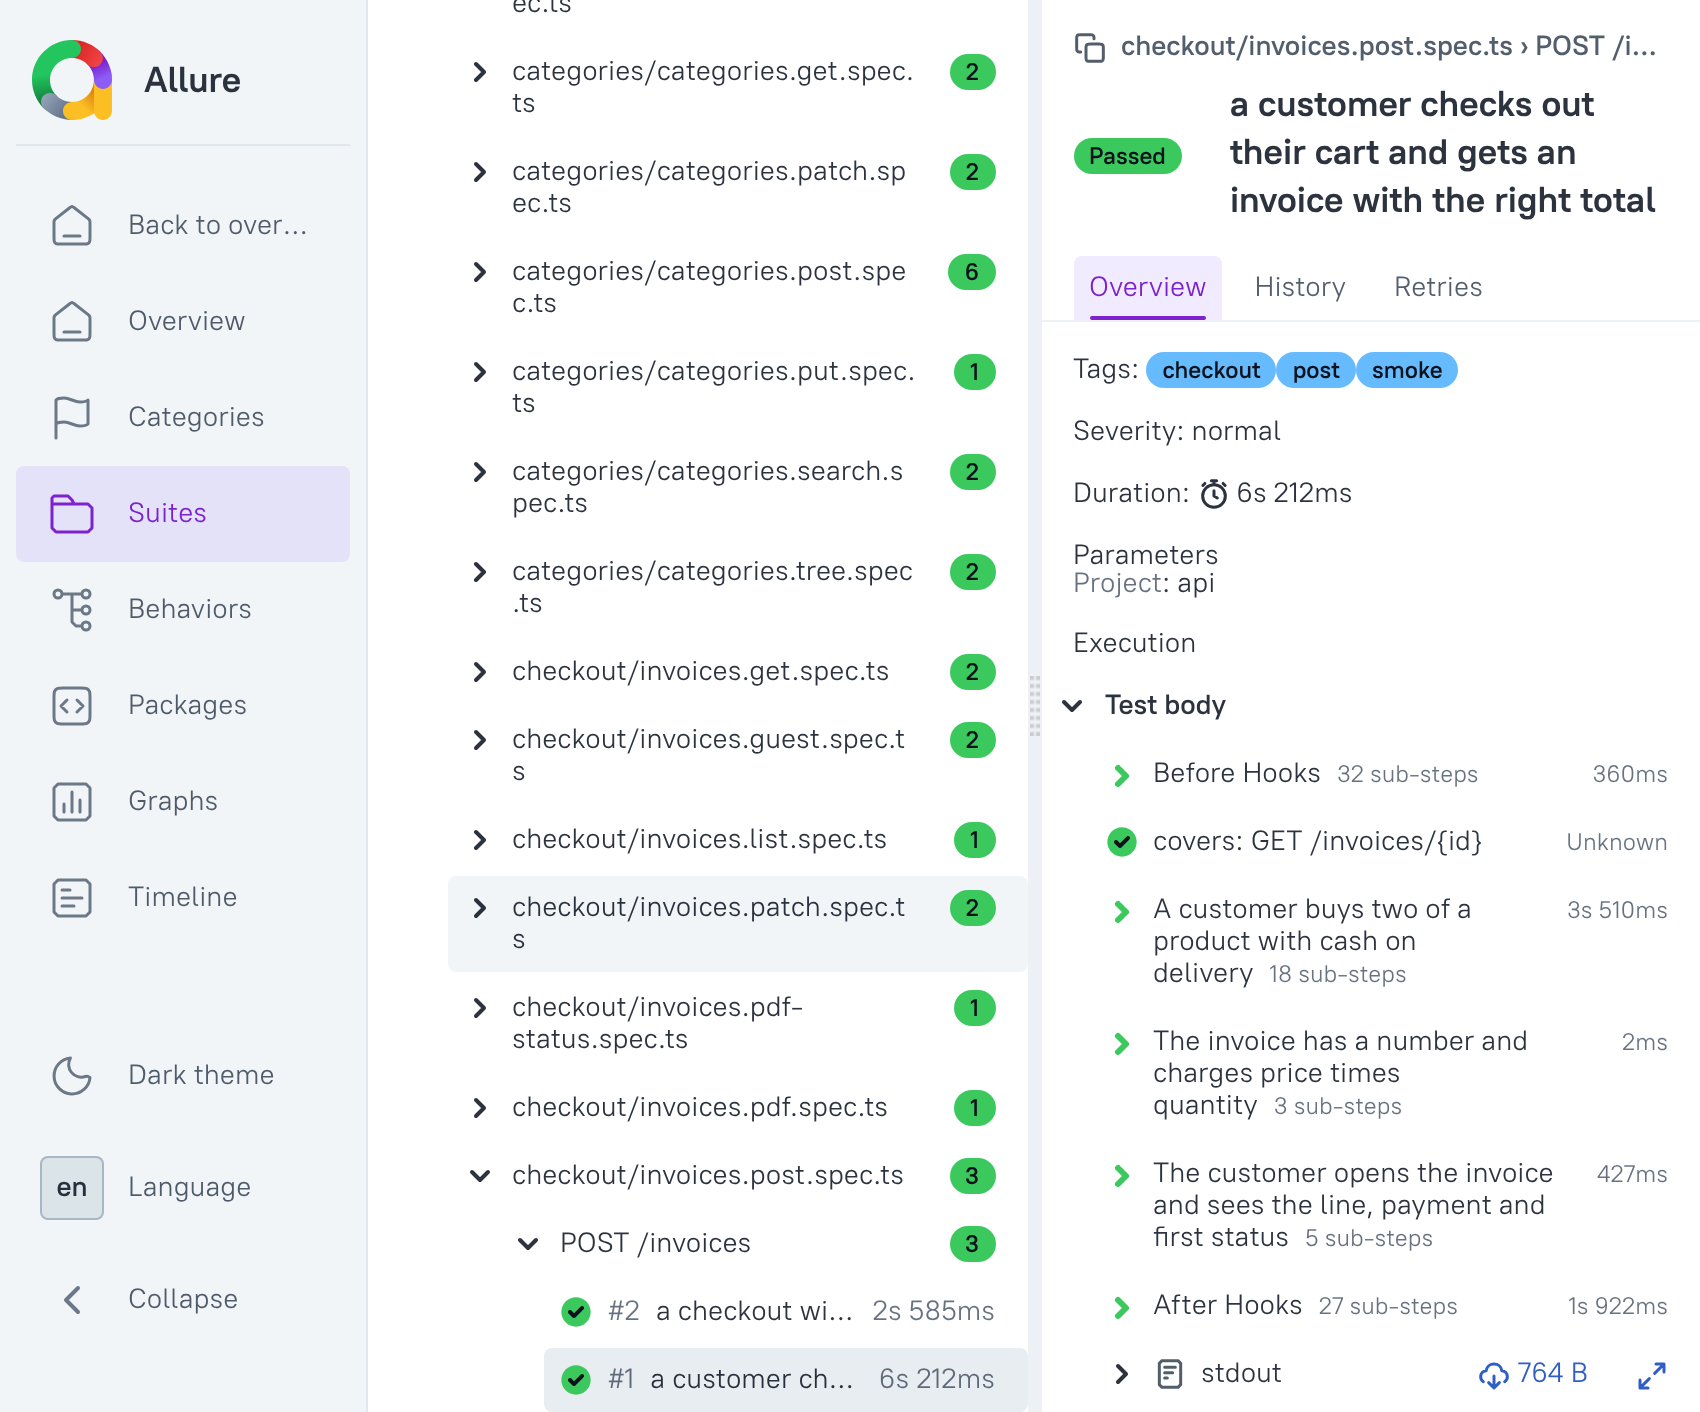 Allure
Back to over...
Overview
Categories
Suites
Behaviors
Packages
Graphs
Timeline
Dark theme
en Language
Collapse
ec.ts
categories/categories.get.spec. 2
ts
categories/categories.patch.sp 2
ec.ts
categories/categories.post.spe 6
c.ts
categories/categories.put.spec. 1
ts
categories/categories.search.s 2
pec.ts
categories/categories.tree.spec 2
.ts
checkout/invoices.get.spec.ts 2
checkout/invoices.guest.spec.t 2
s
checkout/invoices.list.spec.ts 1
checkout/invoices.patch.spec.t 2
s
checkout/invoices.pdf- 1
status.spec.ts
checkout/invoices.pdf.spec.ts 1
checkout/invoices.post.spec.ts 3
POST /invoices 3
#2 a checkout wi... 2s 585ms
#1 a customer ch... 6s 212ms
checkout/invoices.post.spec.ts › POST /i...
Passed
a customer checks out
their cart and gets an
invoice with the right total
Overview History Retries
Tags: checkout post smoke
Severity: normal
Duration: 6s 212ms
Parameters
Project: api
Execution
Test body
Before Hooks 32 sub-steps 360ms
covers: GET /invoices/{id} Unknown
A customer buys two of a 3s 510ms
product with cash on
delivery 18 sub-steps
The invoice has a number and 2ms
charges price times
quantity 3 sub-steps
The customer opens the invoice 427ms
and sees the line, payment and
first status 5 sub-steps
After Hooks 27 sub-steps 1s 922ms
stdout 764 B